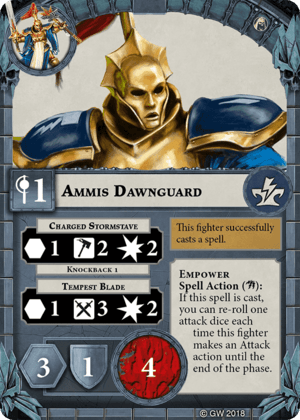 1 AMMIS DAWNGUARD
CHARGED STORMSTAVE
1 2 2
KNOCKBACK 1
TEMPEST BLADE
1 3 2
This fighter successfully
casts a spell.
EMPOWER
Spell Action ( ):
If this spell is cast,
you can re-roll one
attack dice each
time this fighter
makes an Attack
action until the
end of the phase.
3 1 4
© GW 2018